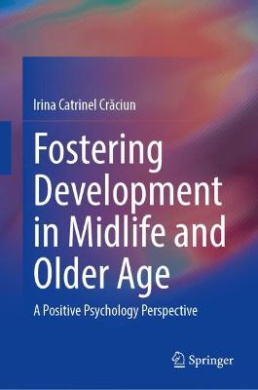 Irina Catrinel Crăciun
Fostering
Development
in Midlife and
Older Age
A Positive Psychology Perspective
Springer